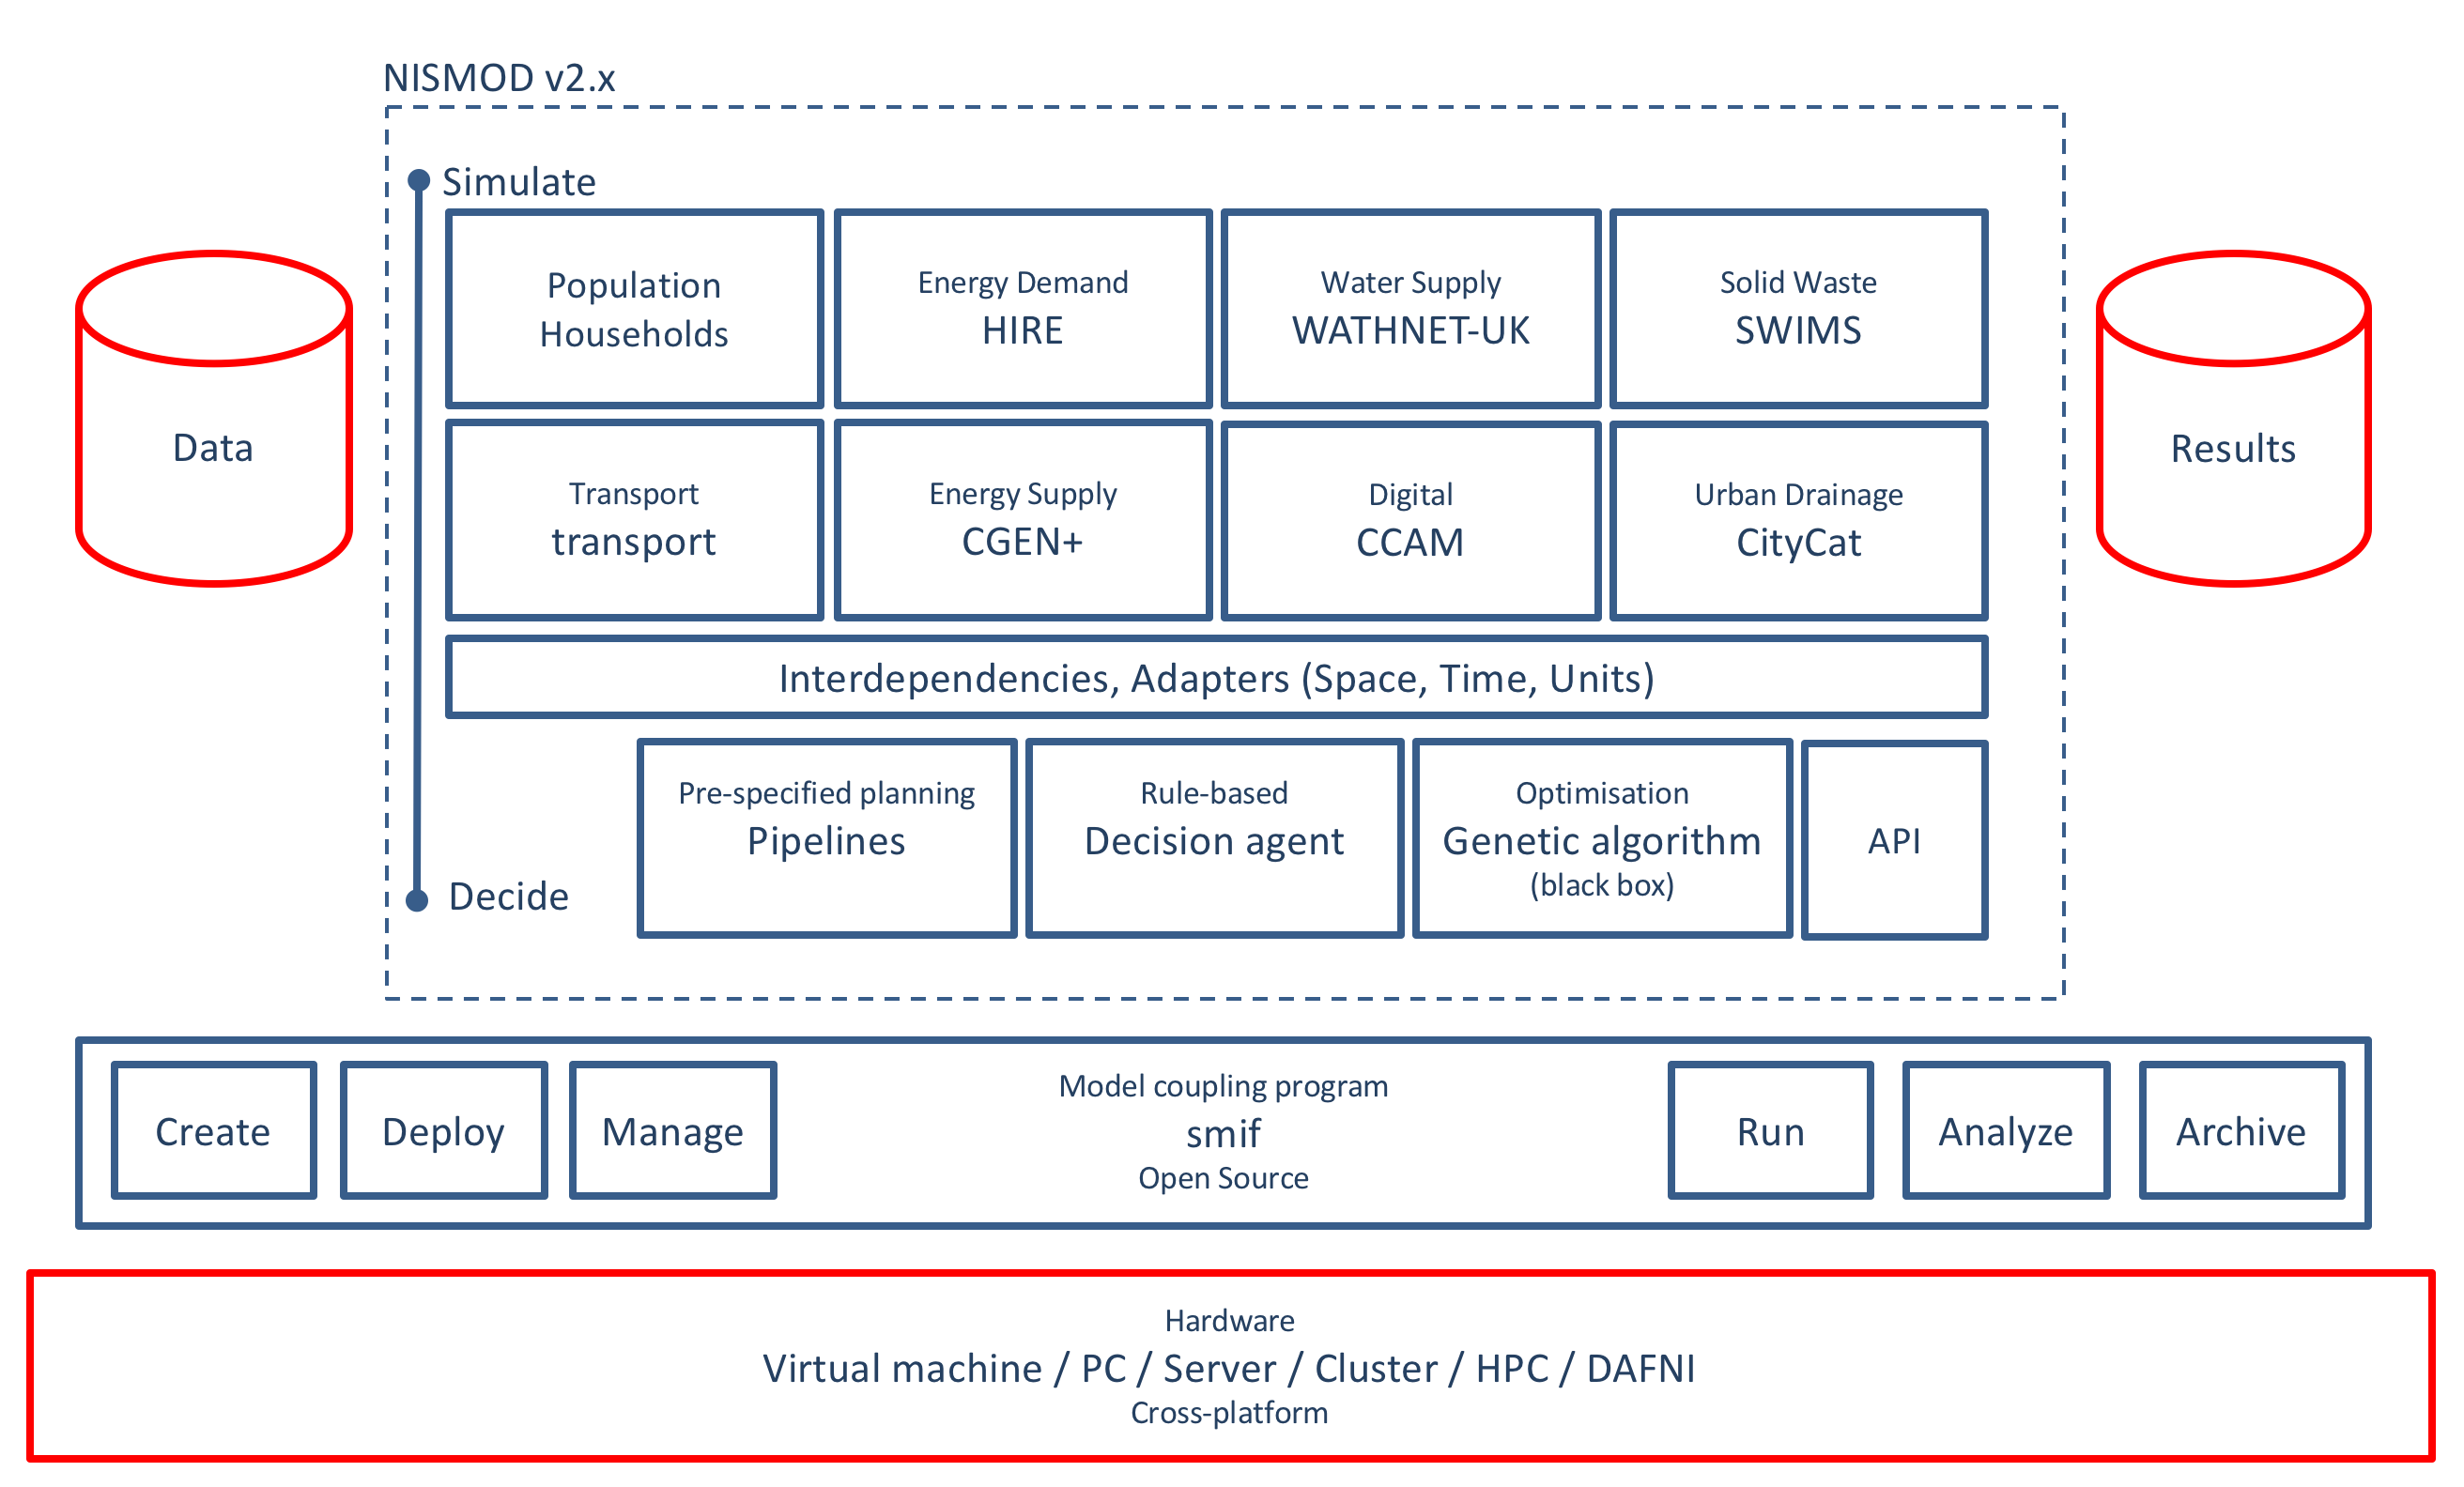 NISMOD v2.x
Simulate
Population
Households
Energy Demand
HIRE
Water Supply
WATHNET-UK
Solid Waste
SWIMS
Data
Results
Transport
transport
Energy Supply
CGEN+
Digital
CCAM
Urban Drainage
CityCat
Interdependencies, Adapters (Space, Time, Units)
Pre-specified planning
Pipelines
Rule-based
Decision agent
Optimisation
Genetic algorithm
(black box)
API
Decide
Create
Deploy
Manage
Model coupling program
smif
Open Source
Run
Analyze
Archive
Hardware
Virtual machine / PC / Server / Cluster / HPC / DAFNI
Cross-platform